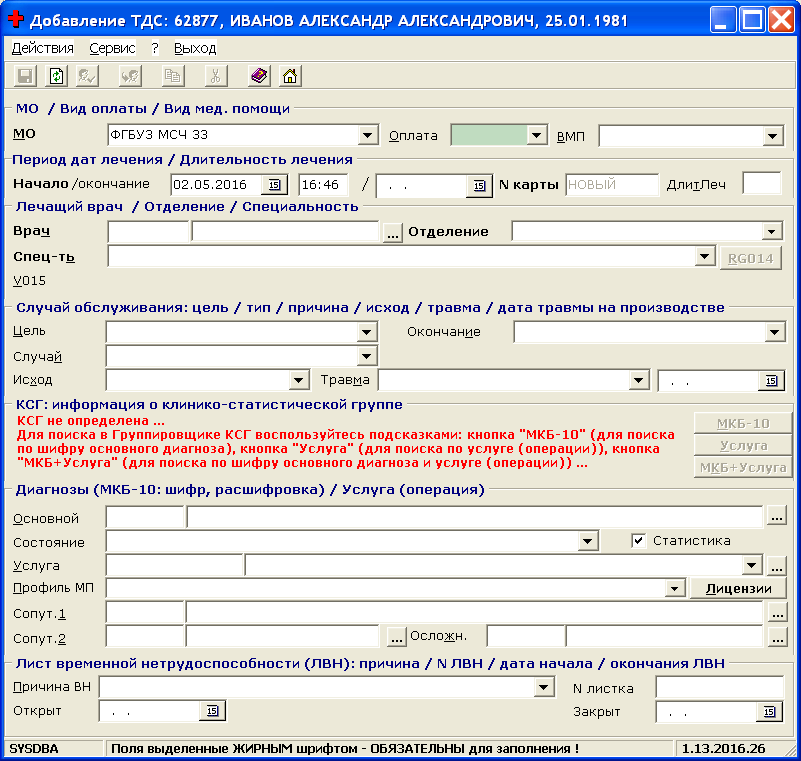 Добавление ТДС: 62877, ИВАНОВ АЛЕКСАНДР АЛЕКСАНДРОВИЧ, 25.01.1981
Действия Сервис ? Выход
МО / Вид оплаты / Вид мед. помощи
МО ФГБУЗ МСЧ 33 Оплата ВМП
Период дат лечения / Длительность лечения
Начало /окончание 02.05.2016 15 16:46 / . . 15 N карты НОВЫЙ ДлитЛеч
Лечащий врач / Отделение / Специальность
Врач ... Отделение
Спец-ть RG014
V015
Случай обслуживания: цель / тип / причина / исход / травма / дата травмы на производстве
Цель Окончание
Случай
Исход Травма . . 15
КСГ: информация о клинико-статистической группе
КСГ не определена ... МКБ-10
Для поиска в Группировщике КСГ воспользуйтесь подсказками: кнопка "МКБ-10" (для поиска
по шифру основного диагноза), кнопка "Услуга" (для поиска по услуге (операции)), кнопка Услуга
"МКБ+Услуга" (для поиска по шифру основного диагноза и услуге (операции)) ... МКБ+Услуга
Диагнозы (МКБ-10: шифр, расшифровка) / Услуга (операция)
Основной ...
Состояние Статистика
Услуга ...
Профиль МП Лицензии
Сопут.1 ...
Сопут.2 ... Осложн. ...
Лист временной нетрудоспособности (ЛВН): причина / N ЛВН / дата начала / окончания ЛВН
Причина ВН N листка
Открыт . . 15 Закрыт . . 15
SYSDBA Поля выделенные ЖИРНЫМ шрифтом - ОБЯЗАТЕЛЬНЫ для заполнения ! 1.13.2016.26